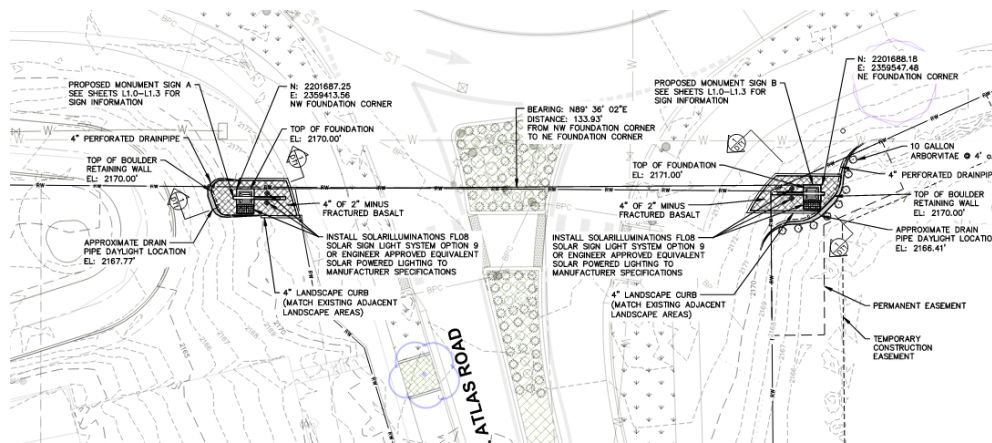 PROPOSED MONUMENT SIGN A
SEE SHEETS L1.0-L1.3 FOR
SIGN INFORMATION
N: 2201687.25
E: 2359413.56
NW FOUNDATION CORNER
4" PERFORATED DRAINPIPE
TOP OF FOUNDATION
EL: 2170.00'
TOP OF BOULDER
RETAINING WALL
EL: 2170.00'
4" OF 2" MINUS
FRACTURED BASALT
APPROXIMATE DRAIN
PIPE DAYLIGHT LOCATION
EL: 2167.77'
INSTALL SOLARILLUMINATIONS FL08
SOLAR SIGN LIGHT SYSTEM OPTION 9
OR ENGINEER APPROVED EQUIVALENT
SOLAR POWERED LIGHTING TO
MANUFACTURER SPECIFICATIONS
4" LANDSCAPE CURB
(MATCH EXISTING ADJACENT
LANDSCAPE AREAS)
BEARING: N89° 36' 02"E
DISTANCE: 133.93'
FROM NW FOUNDATION CORNER
TO NE FOUNDATION CORNER
PROPOSED MONUMENT SIGN B
SEE SHEETS L1.0-L1.3 FOR
SIGN INFORMATION
N: 2201688.18
E: 2359547.48
NE FOUNDATION CORNER
TOP OF FOUNDATION
EL: 2171.00'
10 GALLON
ARBORVITAE @ 4'
4" PERFORATED DRAINPIPE
TOP OF BOULDER
RETAINING WALL
EL: 2170.00'
4" OF 2" MINUS
FRACTURED BASALT
APPROXIMATE DRAIN
PIPE DAYLIGHT LOCATION
EL: 2166.41'
INSTALL SOLARILLUMINATIONS FL08
SOLAR SIGN LIGHT SYSTEM OPTION 9
OR ENGINEER APPROVED EQUIVALENT
SOLAR POWERED LIGHTING TO
MANUFACTURER SPECIFICATIONS
4" LANDSCAPE CURB
(MATCH EXISTING ADJACENT
LANDSCAPE AREAS)
PERMANENT EASEMENT
TEMPORARY
CONSTRUCTION
EASEMENT
ATLAS ROAD
ST
BPC